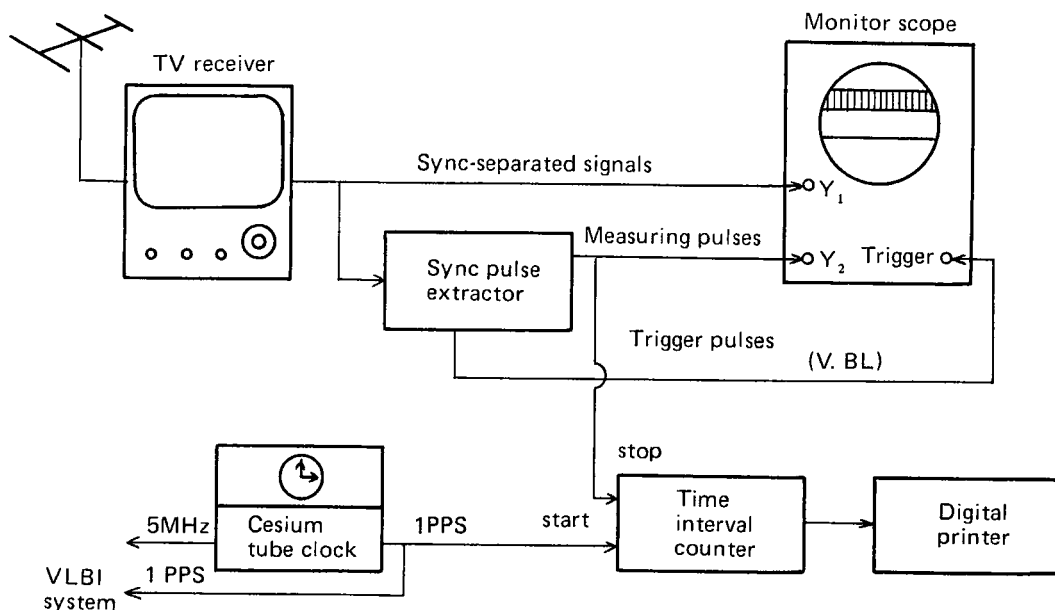 Monitor scope
TV receiver
Sync-separated signals
Y1
Measuring pulses
Y2 Trigger
Sync pulse
extractor
Trigger pulses
(V. BL)
stop
Time
interval
counter
Digital
printer
start
1PPS
Cesium
tube clock
5MHz
1 PPS
VLBI
system